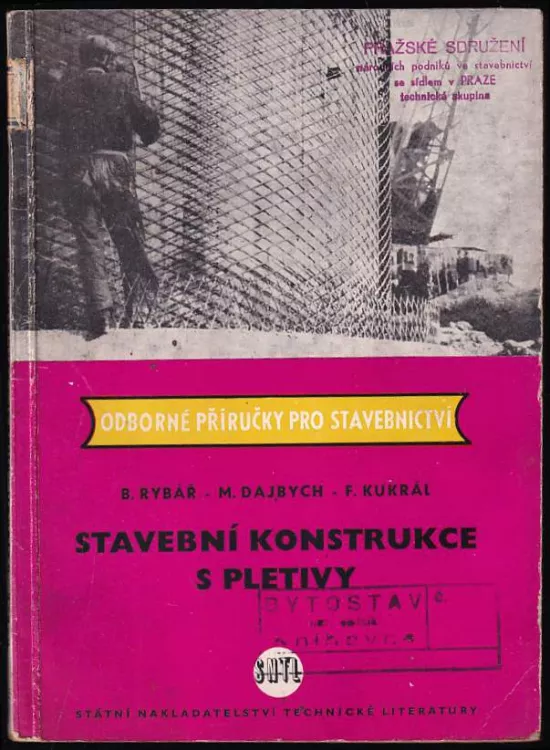 PRAŽSKÉ SDRUŽENÍ
národních podniků ve stavebnictví
se sídlem v PRAZE
technická skupina
ODBORNÉ PŘÍRUČKY PRO STAVEBNICTVÍ
B. RYBÁŘ - M. DAJBYCH - F. KUKRÁL
STAVEBNÍ KONSTRUKCE
S PLETIVY
BYTOSTAV
knihovna
SNTL
STÁTNÍ NAKLADATELSTVÍ TECHNICKÉ LITERATURY